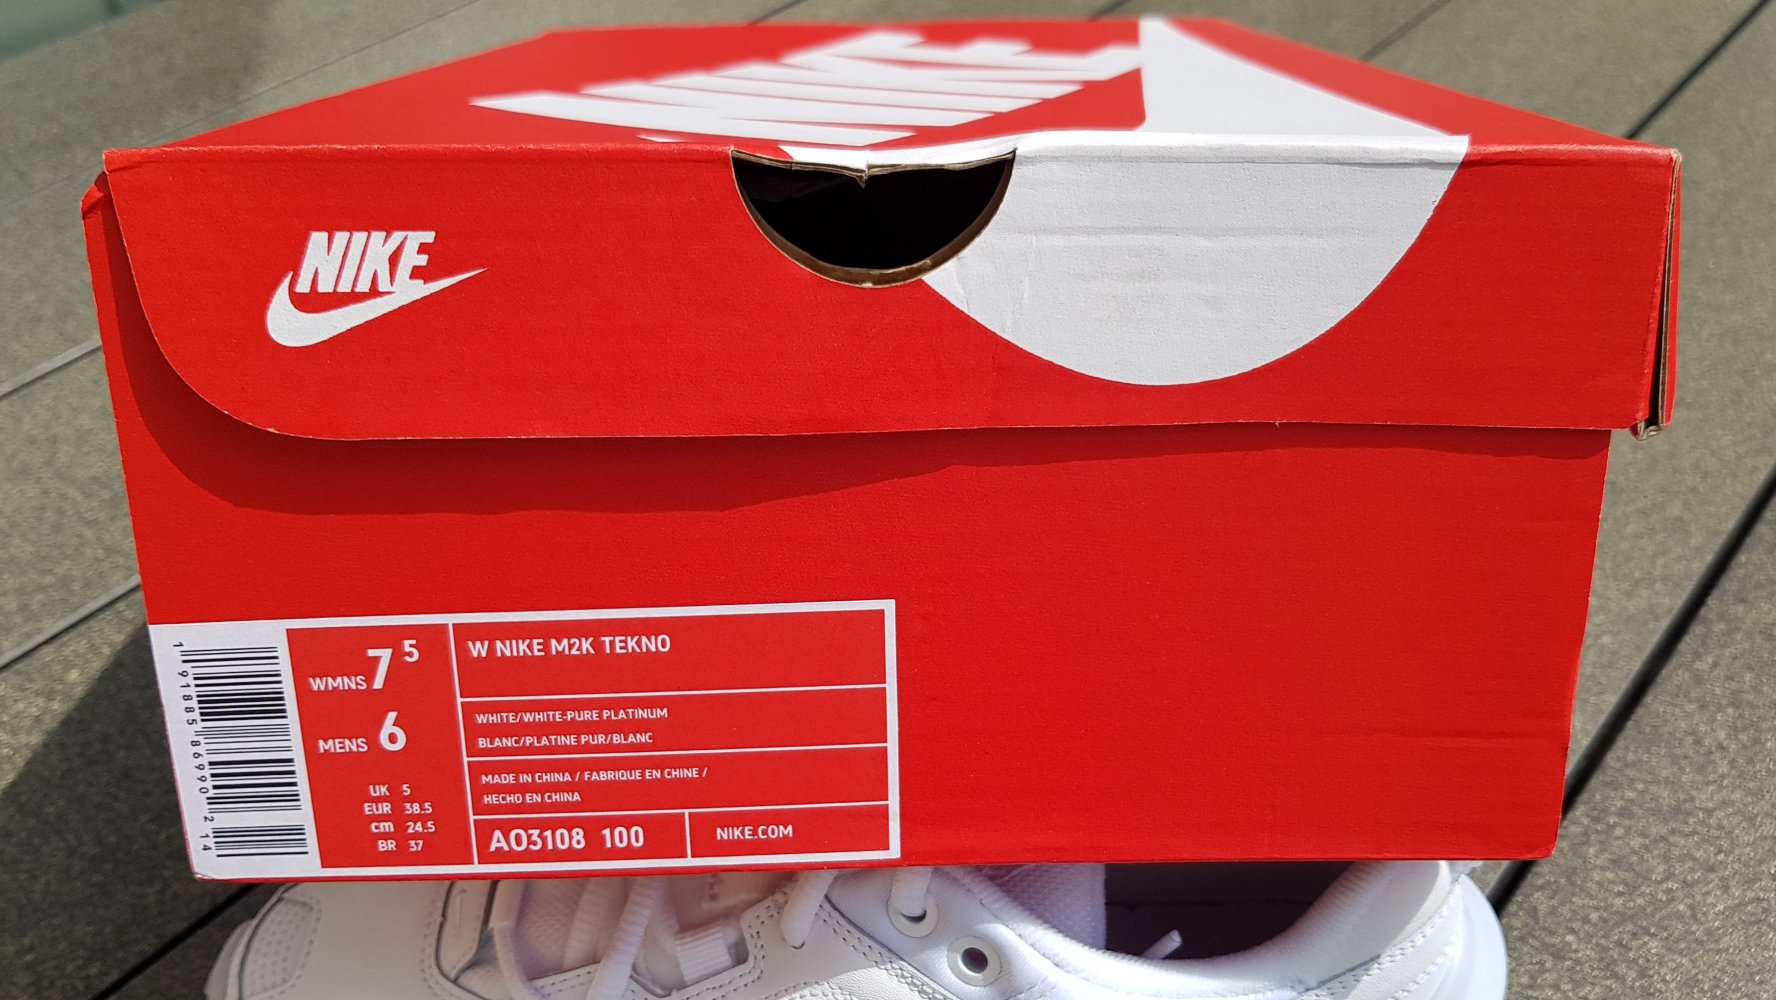 NIKE
NIKE
1 91885 86990 2 14
WMNS 7 5
MENS 6
UK 5
EUR 38.5
cm 24.5
BR 37
W NIKE M2K TEKNO
WHITE/WHITE-PURE PLATINUM
BLANC/PLATINE PUR/BLANC
MADE IN CHINA / FABRIQUE EN CHINE /
HECHO EN CHINA
AO3108 100
NIKE.COM